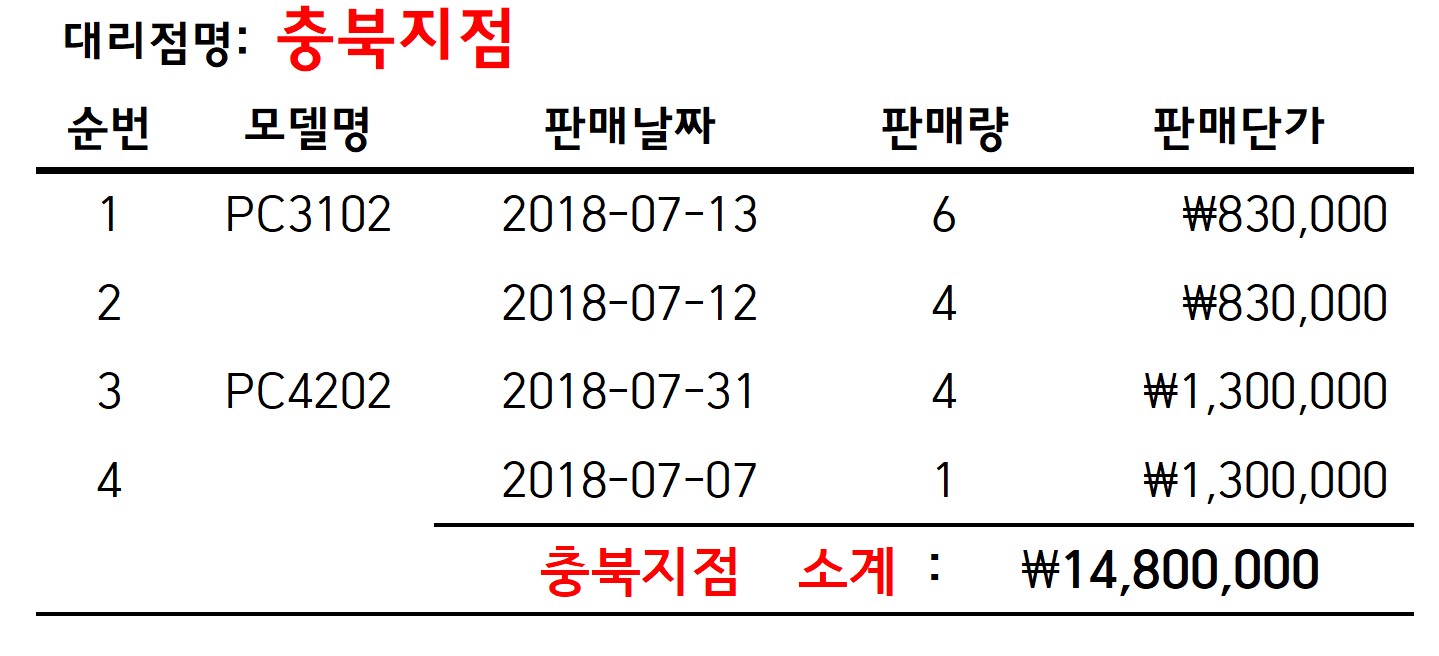 대리점명: 충북지점
순번 모델명 판매날짜 판매량 판매단가
1 PC3102 2018-07-13 6 ₩830,000
2 2018-07-12 4 ₩830,000
3 PC4202 2018-07-31 4 ₩1,300,000
4 2018-07-07 1 ₩1,300,000
충북지점 소계 : ₩14,800,000